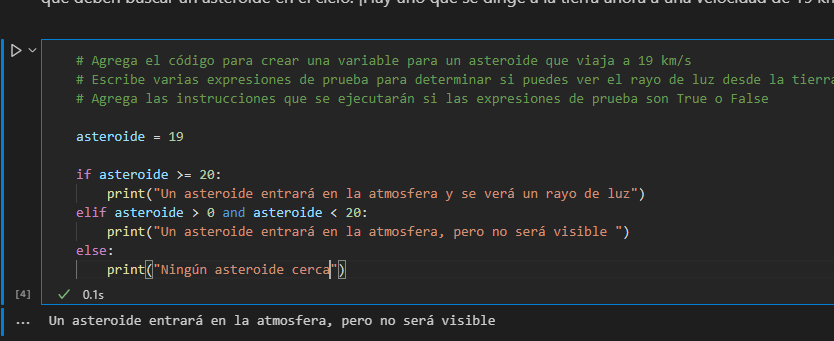 que deben buscar un asteroide en el cielo. ¡Hay uno que se dirige a la tierra ahora a una velocidad de 19 km
# Agrega el código para crear una variable para un asteroide que viaja a 19 km/s
# Escribe varias expresiones de prueba para determinar si puedes ver el rayo de luz desde la tierra
# Agrega las instrucciones que se ejecutarán si las expresiones de prueba son True o False
asteroide = 19
if asteroide >= 20:
    print("Un asteroide entrará en la atmosfera y se verá un rayo de luz")
elif asteroide > 0 and asteroide < 20:
    print("Un asteroide entrará en la atmosfera, pero no será visible ")
else:
    print("Ningún asteroide cerca")
[4] 0.1s
... Un asteroide entrará en la atmosfera, pero no será visible